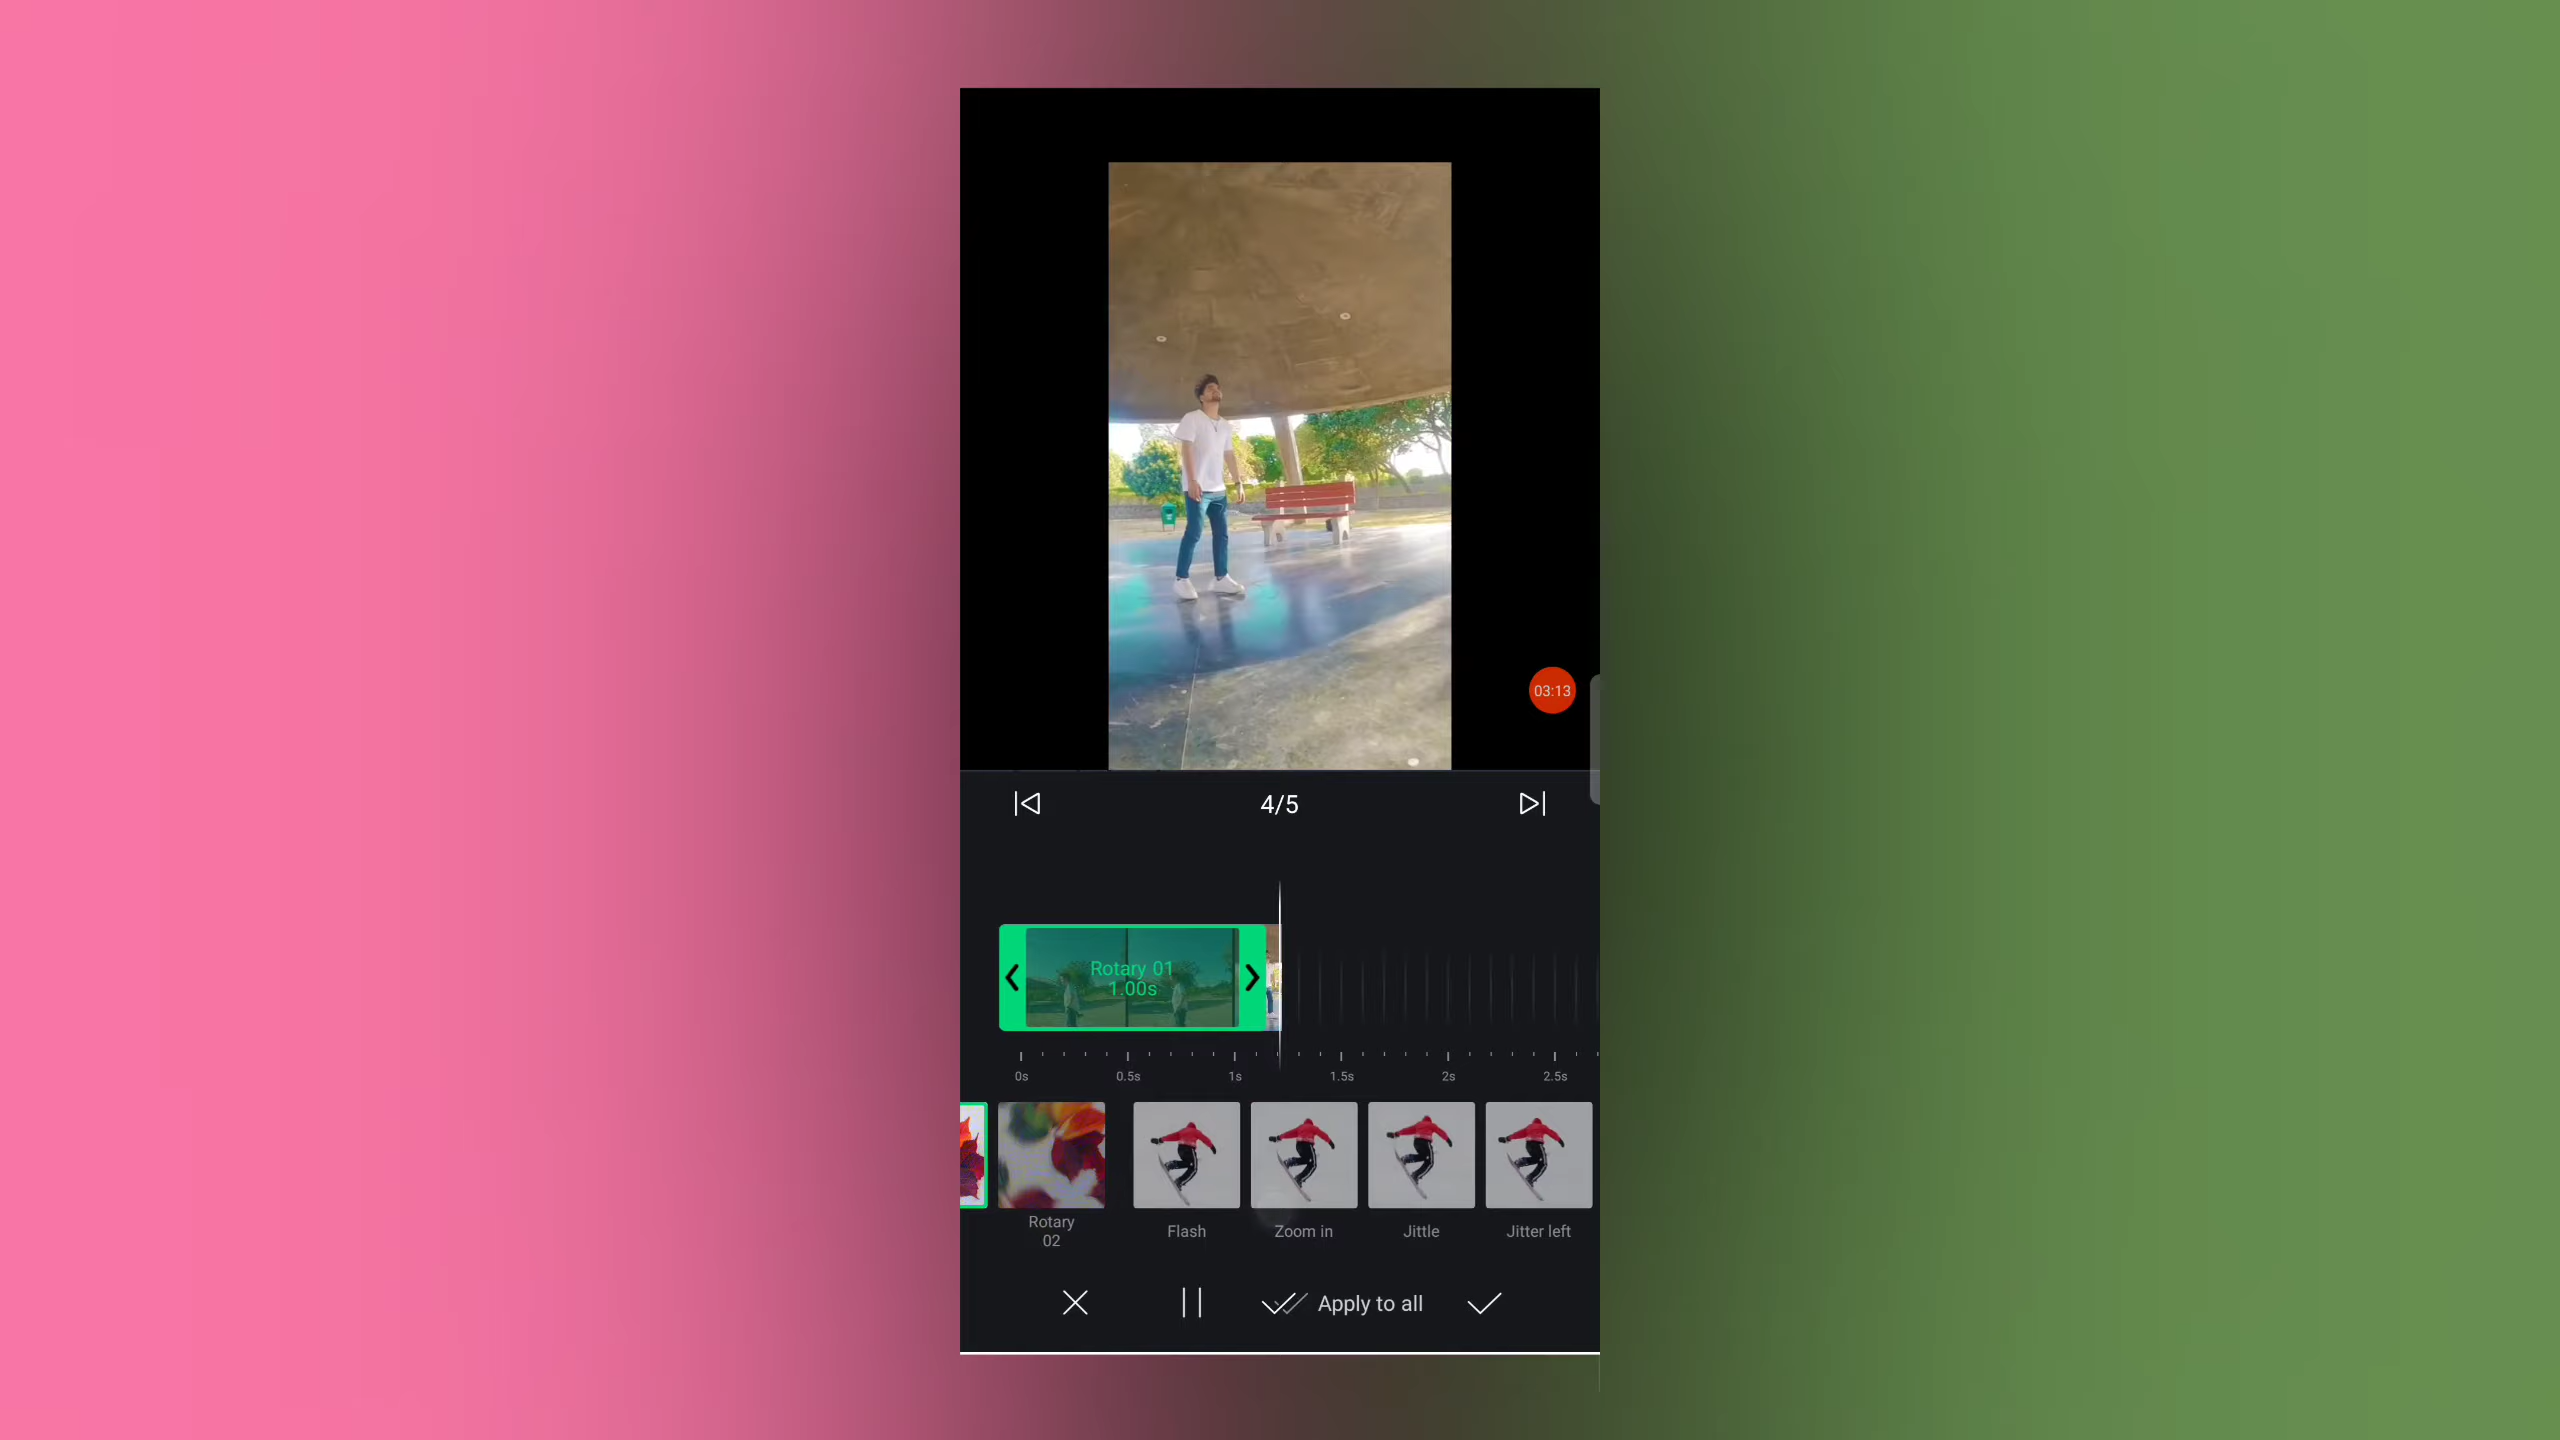 03:13
4/5
Rotary 01
1.00s
0s 0.5s 1s 1.5s 2s 2.5s
Rotary
02
Flash
Zoom in
Jittle
Jitter left
Apply to all